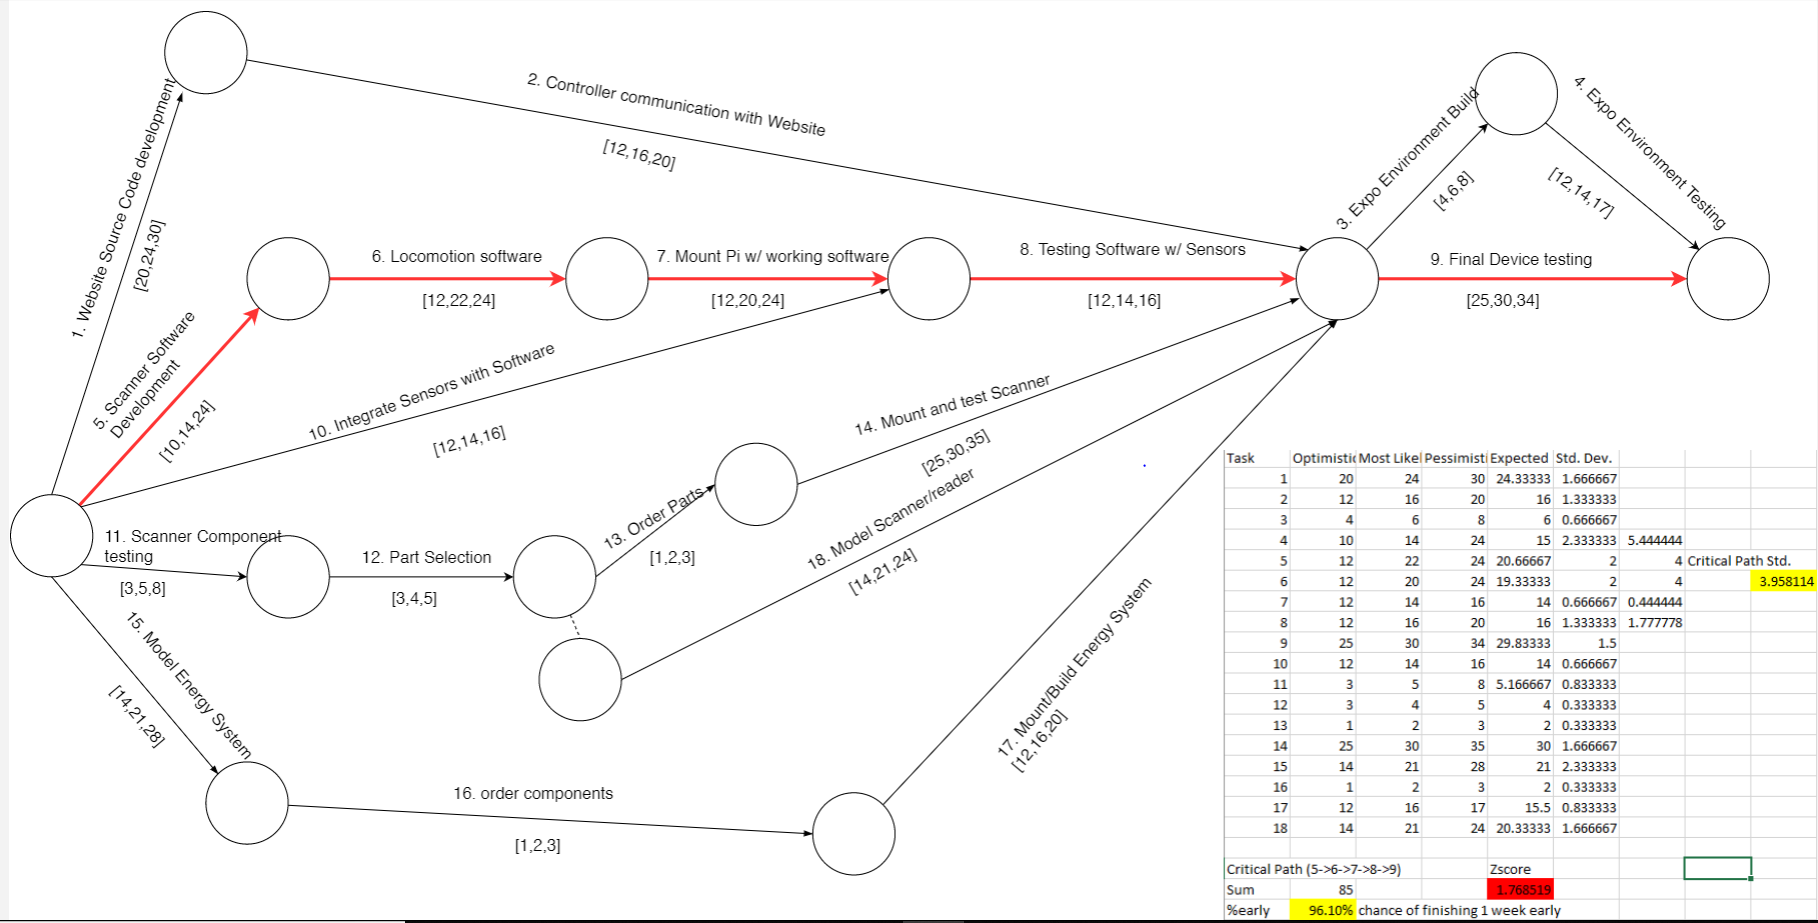 1. Website Source Code development
[20,24,30]
2. Controller communication with Website
[12,16,20]
3. Expo Environment Build
[4,6,8]
4. Expo Environment Testing
[12,14,17]
5. Scanner Software
Development
[10,14,24]
6. Locomotion software
[12,22,24]
7. Mount Pi w/ working software
[12,20,24]
8. Testing Software w/ Sensors
[12,14,16]
9. Final Device testing
[25,30,34]
10. Integrate Sensors with Software
[12,14,16]
11. Scanner Component
testing
[3,5,8]
12. Part Selection
[3,4,5]
13. Order Parts
[1,2,3]
14. Mount and test Scanner
[25,30,35]
18. Model Scanner/reader
[14,21,24]
15. Model Energy System
[14,21,28]
16. order components
[1,2,3]
17. Mount/Build Energy System
[12,16,20]
Task Optimistic Most Likel Pessimisti Expected Std. Dev.
1 20 24 30 24.33333 1.666667
2 12 16 20 16 1.333333
3 4 6 8 6 0.666667
4 10 14 24 15 2.333333 5.444444
5 12 22 24 20.66667 2 4 Critical Path Std.
6 12 20 24 19.33333 2 4 3.958114
7 12 14 16 14 0.666667 0.444444
8 12 16 20 16 1.333333 1.777778
9 25 30 34 29.83333 1.5
10 12 14 16 14 0.666667
11 3 5 8 5.166667 0.833333
12 3 4 5 4 0.333333
13 1 2 3 2 0.333333
14 25 30 35 30 1.666667
15 14 21 28 21 2.333333
16 1 2 3 2 0.333333
17 12 16 17 15.5 0.833333
18 14 21 24 20.33333 1.666667
Critical Path (5->6->7->8->9) Zscore
Sum 85 1.768519
%early 96.10% chance of finishing 1 week early